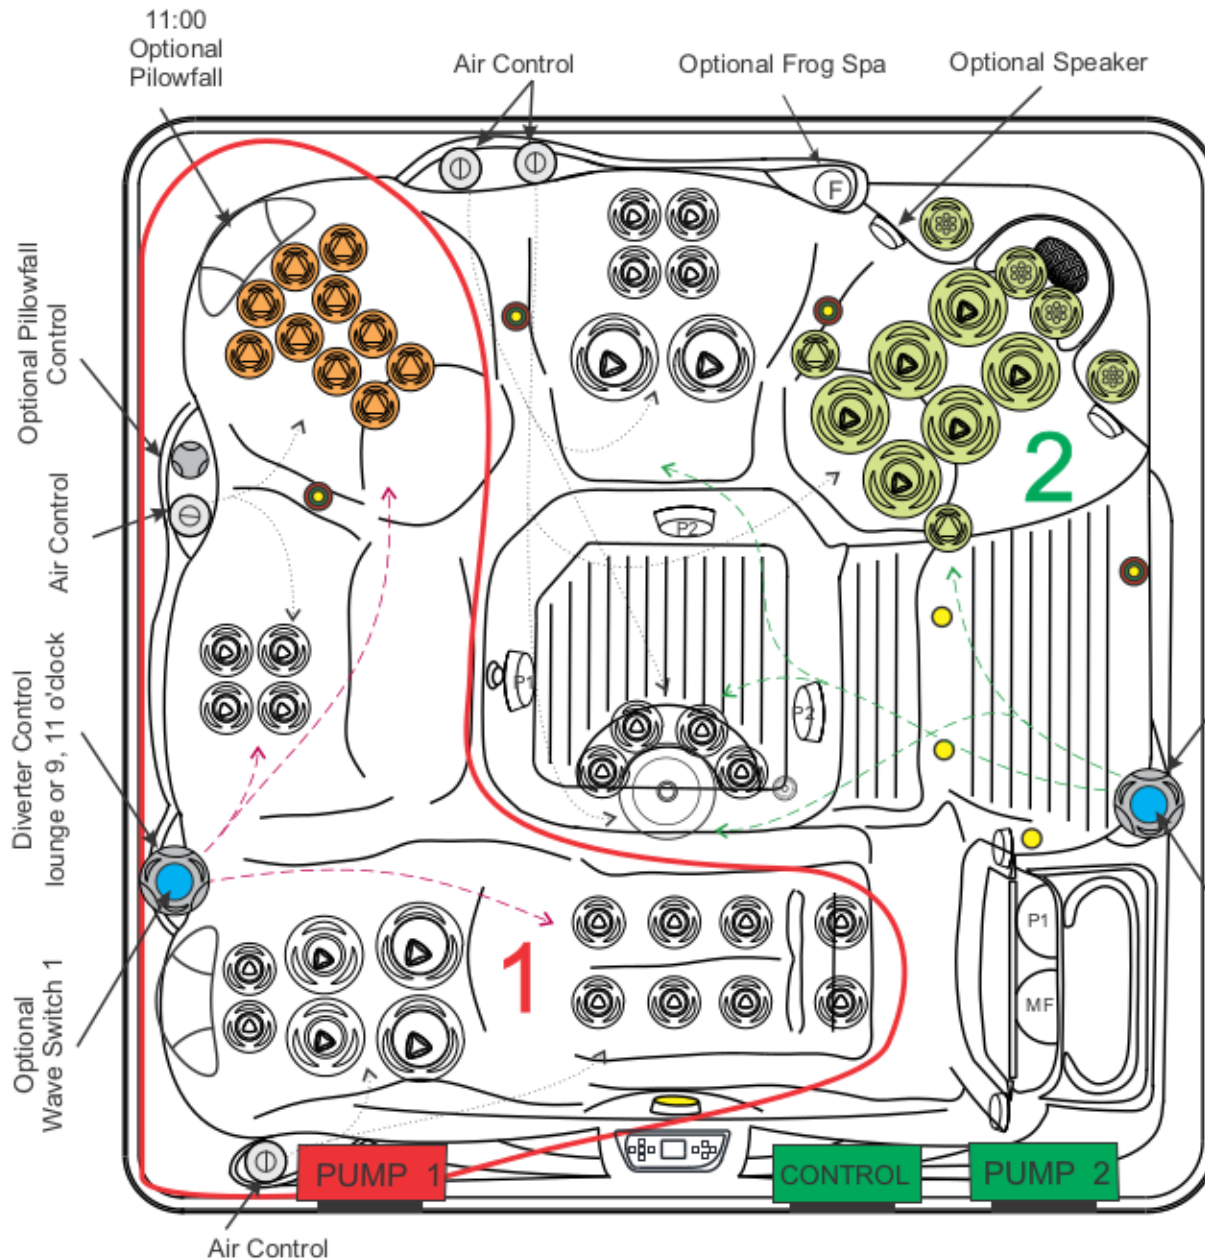 11:00
Optional
Pilowfall
Air Control
Optional Frog Spa
Optional Speaker
F
Optional Pillowfall
Control
Air Control
2
P2
P1
P2
Diverter Control
lounge or 9, 11 o'dock
Optional
Wave Switch 1
1
P1
MF
PUMP 1
CONTROL
PUMP 2
Air Control